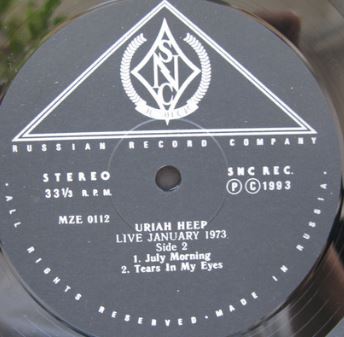 SNC
RUSSIAN RECORD COMPANY
STEREO
33⅓ R.P.M.
SNC REC.
Ⓟ©1993
MZE 0112
URIAH HEEP
LIVE JANUARY 1973
Side 2
1. July Morning
2. Tears In My Eyes
· ALL RIGHTS RESERVED · MADE IN RUSSIA ·